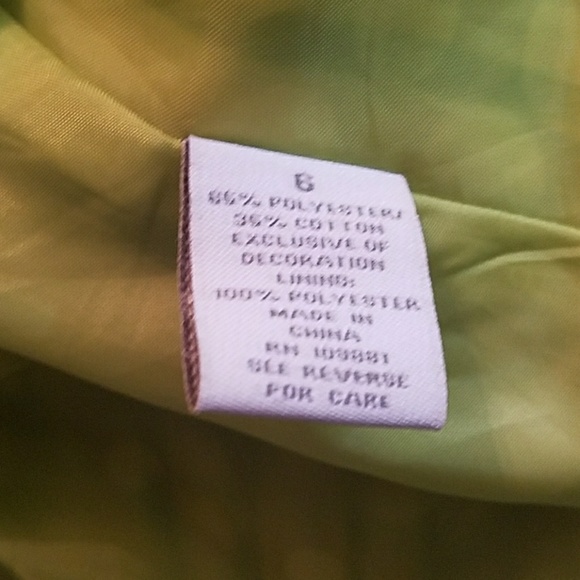 6
65% POLYESTER/
35% COTTON
EXCLUSIVE OF
DECORATION
LINING:
100% POLYESTER
MADE IN
CHINA
RN 109881
SEE REVERSE
FOR CARE